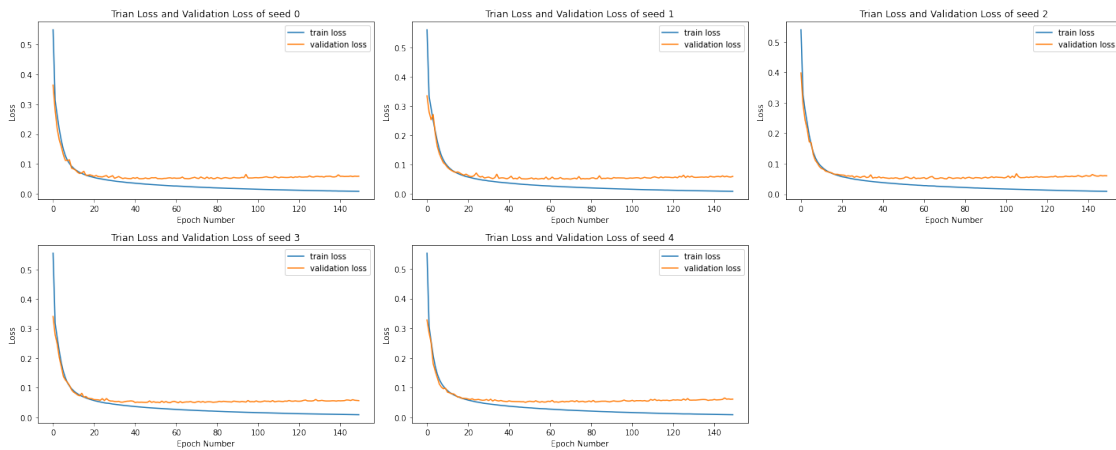 Trian Loss and Validation Loss of seed 0
train loss
validation loss
0.5
0.4
0.3
0.2
0.1
0.0
Loss
0 20 40 60 80 100 120 140
Epoch Number
Trian Loss and Validation Loss of seed 1
train loss
validation loss
0.5
0.4
0.3
0.2
0.1
0.0
Loss
0 20 40 60 80 100 120 140
Epoch Number
Trian Loss and Validation Loss of seed 2
train loss
validation loss
0.5
0.4
0.3
0.2
0.1
0.0
Loss
0 20 40 60 80 100 120 140
Epoch Number
Trian Loss and Validation Loss of seed 3
train loss
validation loss
0.5
0.4
0.3
0.2
0.1
0.0
Loss
0 20 40 60 80 100 120 140
Epoch Number
Trian Loss and Validation Loss of seed 4
train loss
validation loss
0.5
0.4
0.3
0.2
0.1
0.0
Loss
0 20 40 60 80 100 120 140
Epoch Number